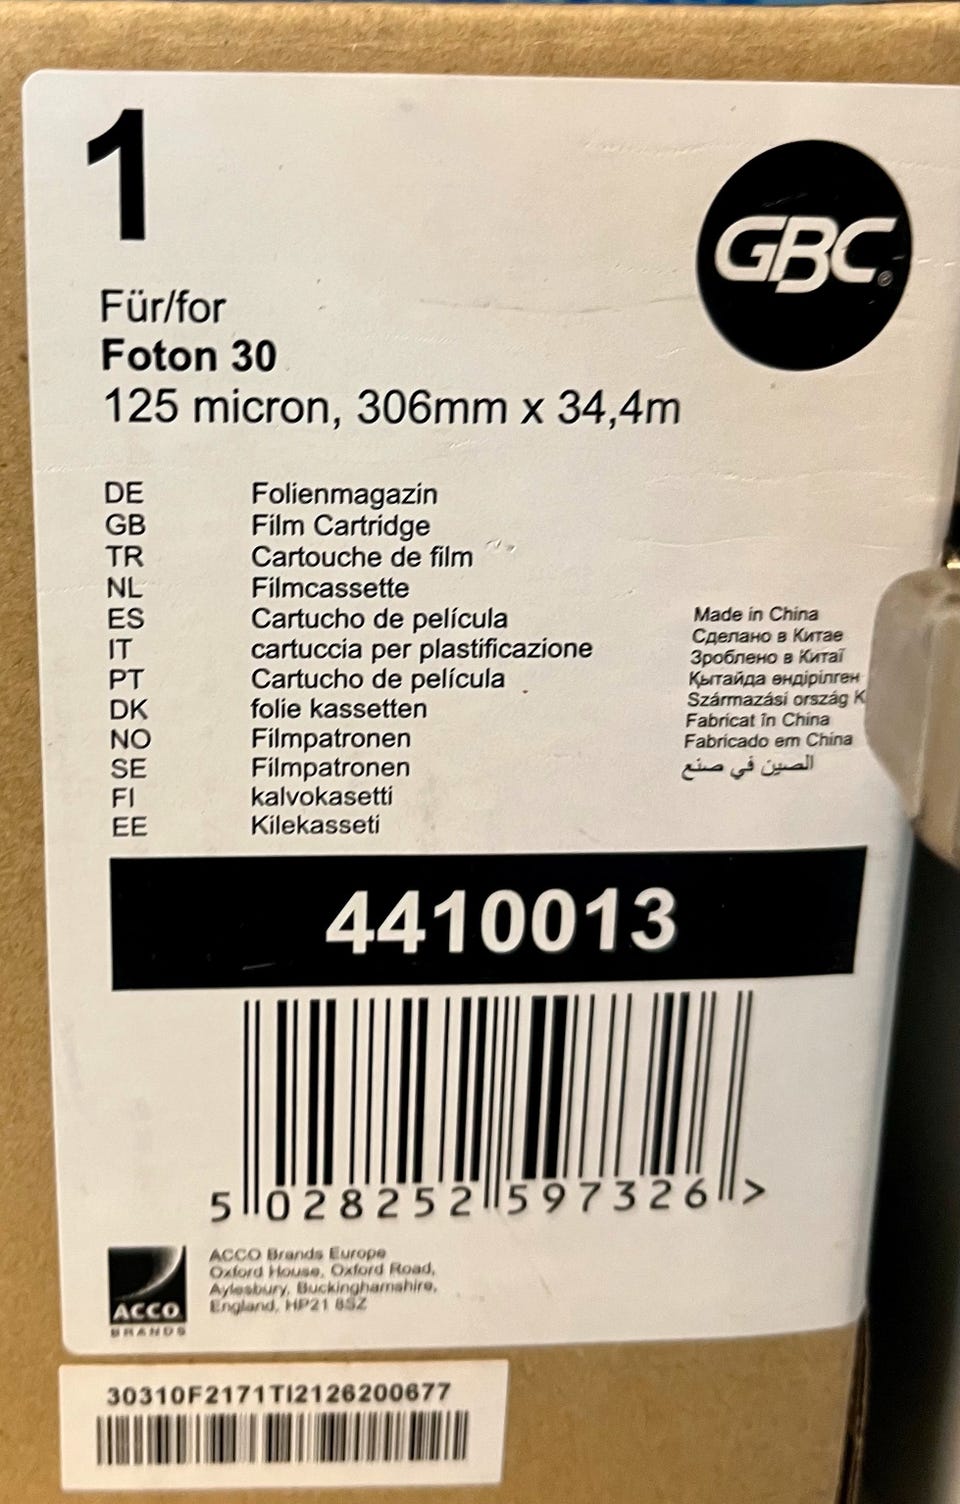 1
GBC®
Für/for
Foton 30
125 micron, 306mm x 34,4m
DE Folienmagazin
GB Film Cartridge
TR Cartouche de film
NL Filmcassette
ES Cartucho de película
IT cartuccia per plastificazione
PT Cartucho de película
DK folie kassetten
NO Filmpatronen
SE Filmpatronen
FI kalvokasetti
EE Kilekasseti
Made in China
Сделано в Китае
Зроблено в Китаї
Қытайда өндірілген
Származási ország K
Fabricat în China
Fabricado em China
الصين في صنع
4410013
5 028252 597326 >
ACCO
BRANDS
ACCO Brands Europe
Oxford House, Oxford Road,
Aylesbury, Buckinghamshire,
England, HP21 8SZ
30310F2171TI2126200677